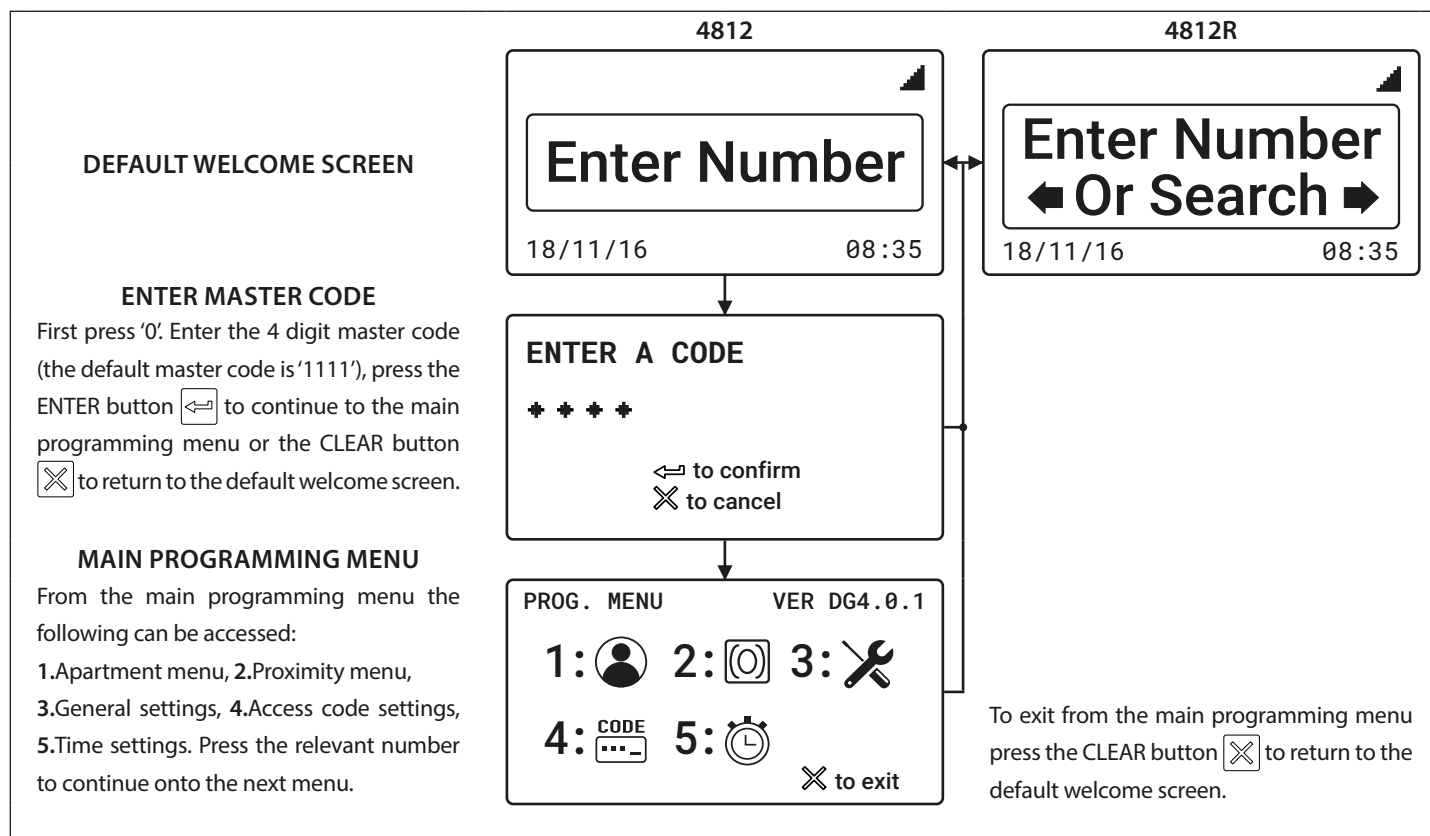 4812
4812R
DEFAULT WELCOME SCREEN
Enter Number
18/11/16 08:35
Enter Number
Or Search
18/11/16 08:35
ENTER MASTER CODE
First press ‘0’. Enter the 4 digit master code
(the default master code is ‘1111’), press the
ENTER button to continue to the main
programming menu or the CLEAR button
to return to the default welcome screen.
ENTER A CODE
to confirm
to cancel
MAIN PROGRAMMING MENU
From the main programming menu the
following can be accessed:
1.Apartment menu, 2.Proximity menu,
3.General settings, 4.Access code settings,
5.Time settings. Press the relevant number
to continue onto the next menu.
PROG. MENU VER DG4.0.1
1: 2: 3:
4: CODE 5:
to exit
To exit from the main programming menu
press the CLEAR button to return to the
default welcome screen.